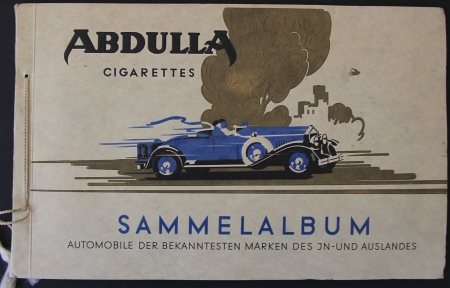 ABDULLA
CIGARETTES
SAMMELALBUM
AUTOMOBILE DER BEKANNTESTEN MARKEN DES JN-UND AUSLANDES